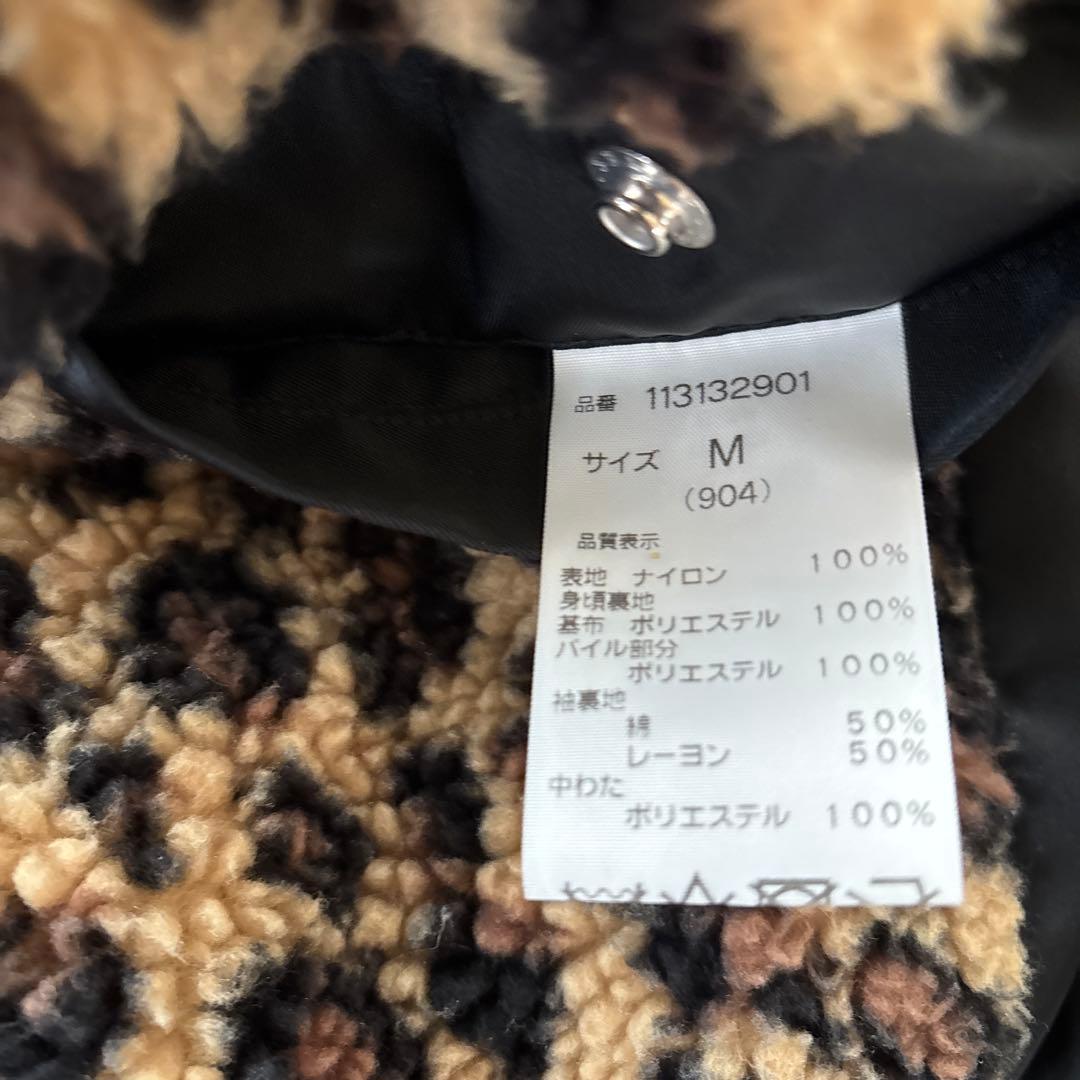 品番 113132901
サイズ M
(904)
品質表示
表地 ナイロン 100%
身頃裏地
基布 ポリエステル 100%
パイル部分
ポリエステル 100%
袖裏地
綿 50%
レーヨン 50%
中わた
ポリエステル 100%